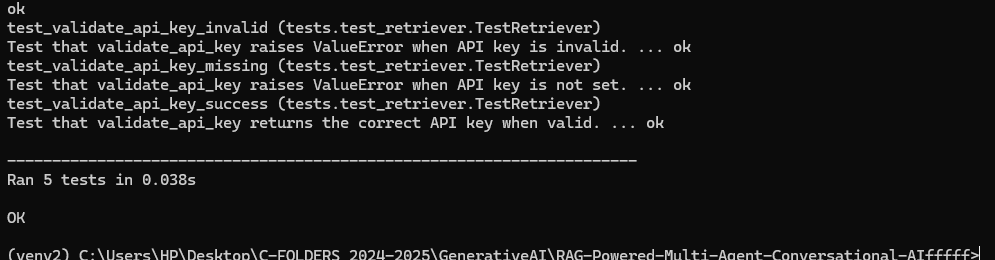 ok
test_validate_api_key_invalid (tests.test_retriever.TestRetriever)
Test that validate_api_key raises ValueError when API key is invalid. ... ok
test_validate_api_key_missing (tests.test_retriever.TestRetriever)
Test that validate_api_key raises ValueError when API key is not set. ... ok
test_validate_api_key_success (tests.test_retriever.TestRetriever)
Test that validate_api_key returns the correct API key when valid. ... ok
----------------------------------------------------------------------
Ran 5 tests in 0.038s
OK
(venv2) C:\Users\HP\Desktop\C-FOLDERS 2024-2025\GenerativeAI\RAG-Powered-Multi-Agent-Conversational-AIfffff>